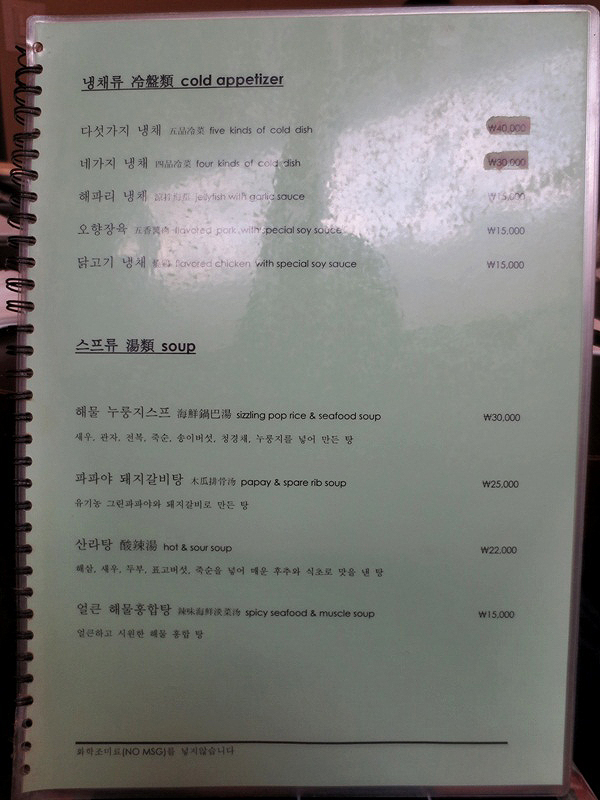 냉채류 冷盤類 cold appetizer
다섯가지 냉채 五品冷菜 five kinds of cold dish ₩40,000
네가지 냉채 四品冷菜 four kinds of cold dish ₩30,000
해파리 냉채 jellyfish with garlic sauce ₩15,000
오향장육 五香醬肉 flavored pork with special soy sauce ₩15,000
닭고기 냉채 flavored chicken with special soy sauce ₩15,000
스프류 湯類 soup
해물 누룽지스프 海鮮鍋巴湯 sizzling pop rice & seafood soup ₩30,000
새우, 관자, 전복, 죽순, 송이버섯, 청경채, 누룽지를 넣어 만든 탕
파파야 돼지갈비탕 木瓜排骨汤 papay & spare rib soup ₩25,000
유기농 그린파파야와 돼지갈비로 만든 탕
산라탕 酸辣湯 hot & sour soup ₩22,000
해삼, 새우, 두부, 표고버섯, 죽순을 넣어 매운 후추와 식초로 맛을 낸 탕
얼큰 해물홍합탕 辣味海鮮淡菜汤 spicy seafood & muscle soup ₩15,000
얼큰하고 시원한 해물 홍합 탕
화학조미료(NO MSG)를 넣지않습니다